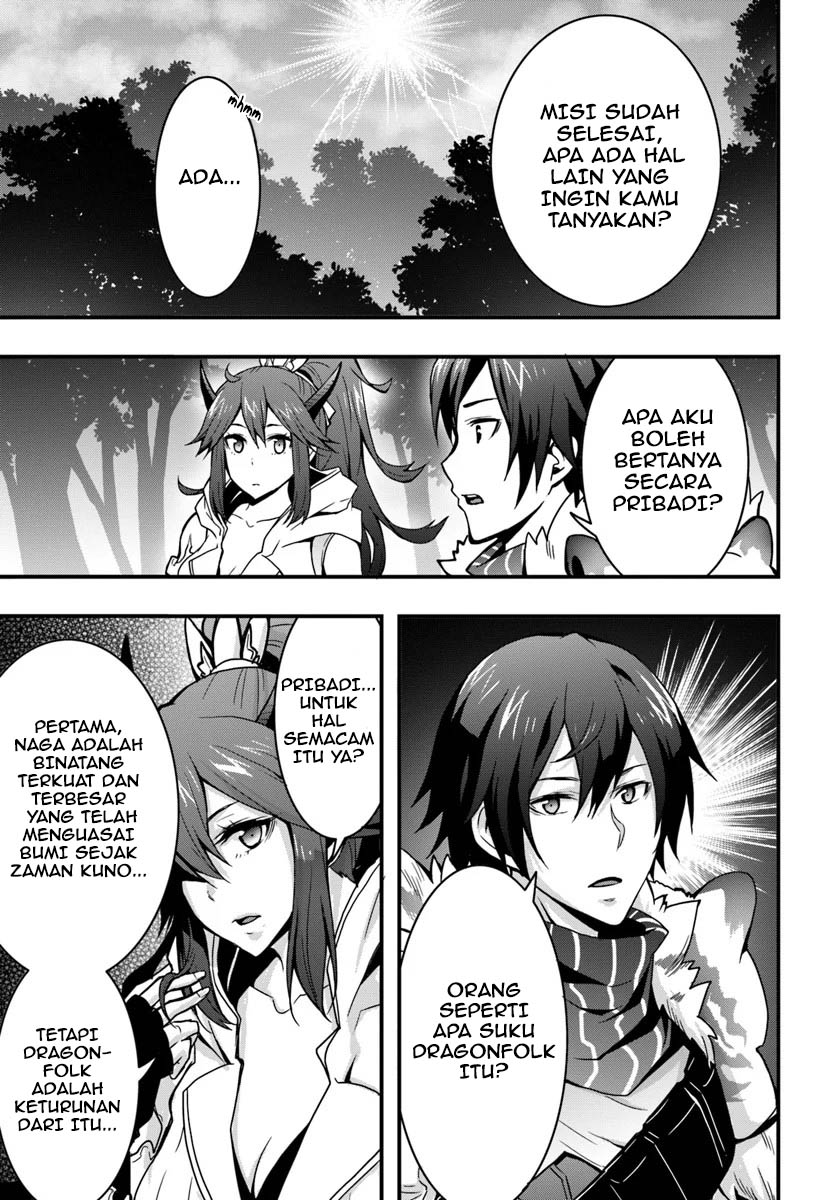 MISI SUDAH
SELESAI,
APA ADA HAL
LAIN YANG
INGIN KAMU
TANYAKAN?
mhmm
ADA...
APA AKU
BOLEH
BERTANYA
SECARA
PRIBADI?
ORANG
SEPERTI
APA SUKU
DRAGONFOLK
ITU?
PRIBADI...
UNTUK
HAL
SEMACAM
ITU YA?
PERTAMA,
NAGA ADALAH
BINATANG
TERKUAT DAN
TERBESAR
YANG TELAH
MENGUASAI
BUMI SEJAK
ZAMAN KUNO...
TETAPI
DRAGON-
FOLK
ADALAH
KETURUNAN
DARI ITU...